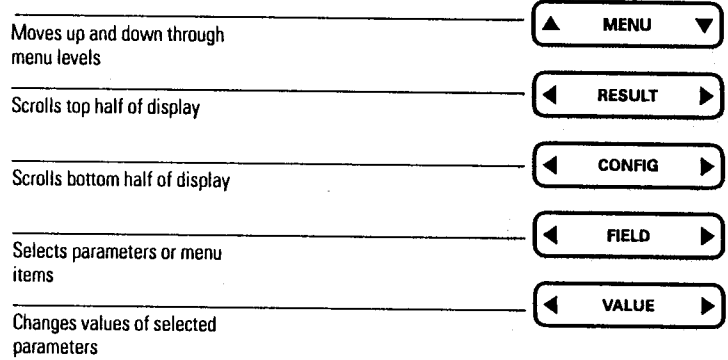 MENU
Moves up and down through
menu levels
RESULT
Scrolls top half of display
CONFIG
Scrolls bottom half of display
FIELD
Selects parameters or menu
items
VALUE
Changes values of selected
parameters